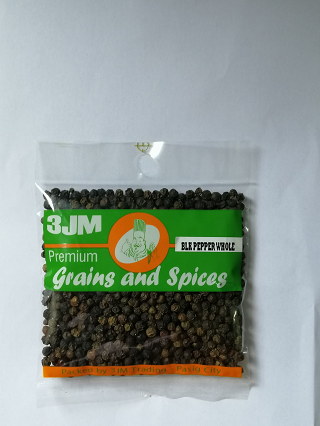 3JM
BLK PEPPER WHOLE
Premium
Grains and Spices
Packed by 3JM Trading - Pasig City